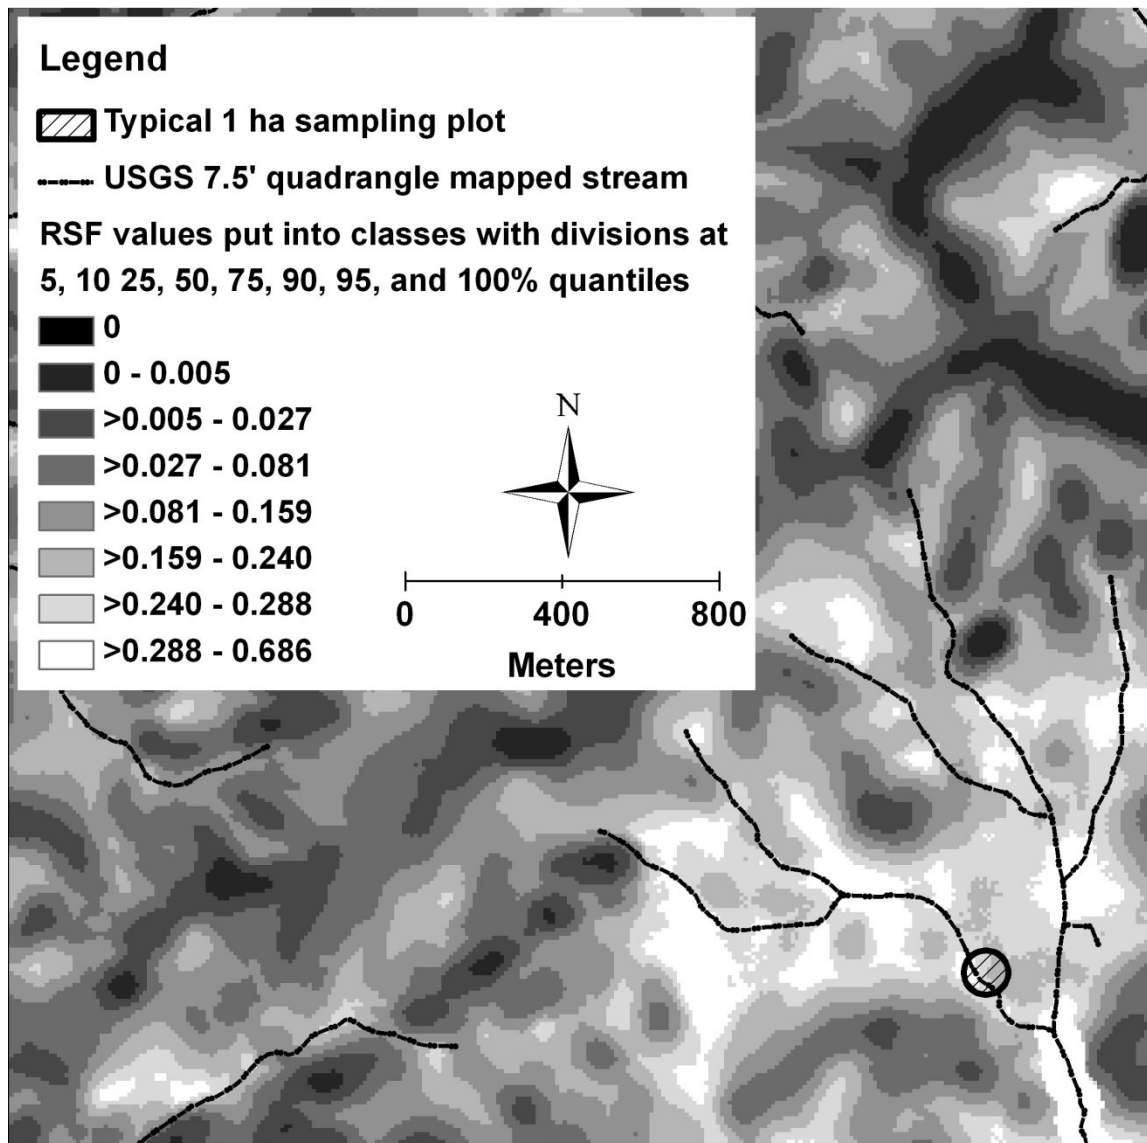 Legend
Typical 1 ha sampling plot
USGS 7.5' quadrangle mapped stream
RSF values put into classes with divisions at
5, 10 25, 50, 75, 90, 95, and 100% quantiles
0
0 - 0.005
>0.005 - 0.027
>0.027 - 0.081
>0.081 - 0.159
>0.159 - 0.240
>0.240 - 0.288
>0.288 - 0.686
N
0 400 800
Meters